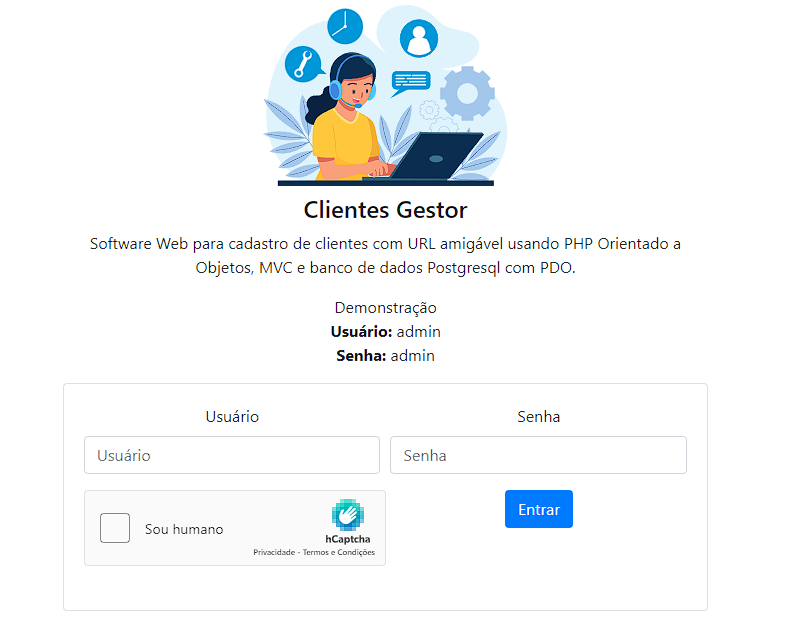 Clientes Gestor
Software Web para cadastro de clientes com URL amigável usando PHP Orientado a
Objetos, MVC e banco de dados Postgresql com PDO.
Demonstração
Usuário: admin
Senha: admin
Usuário
Senha
Usuário
Senha
Sou humano
hCaptcha
Privacidade - Termos e Condições
Entrar